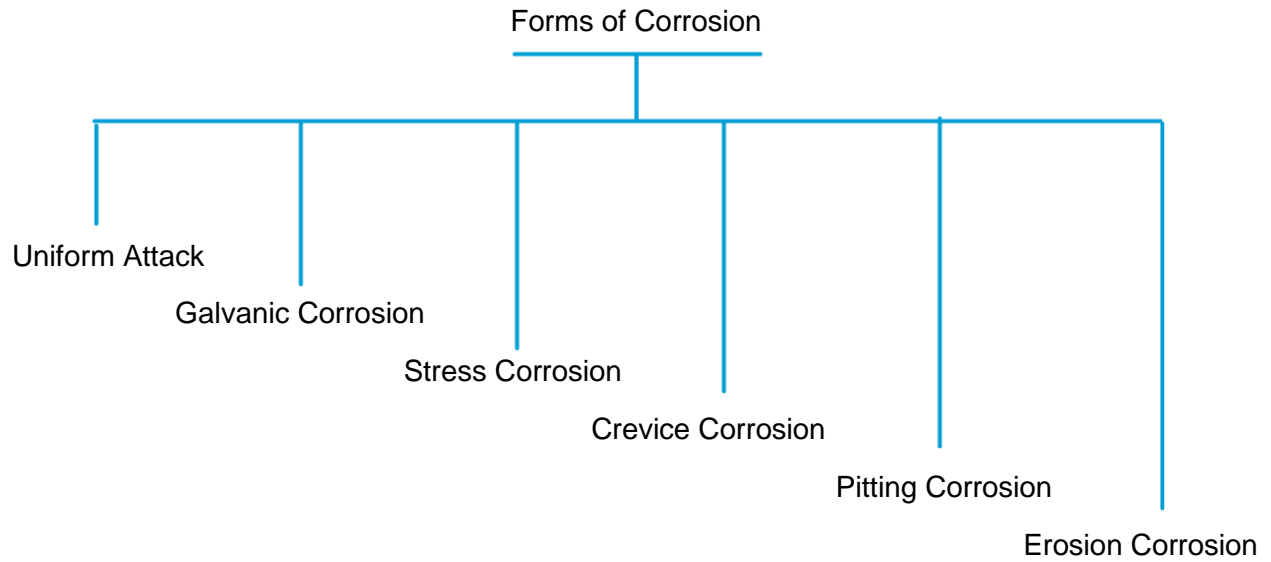 Forms of Corrosion
Uniform Attack
Galvanic Corrosion
Stress Corrosion
Crevice Corrosion
Pitting Corrosion
Erosion Corrosion